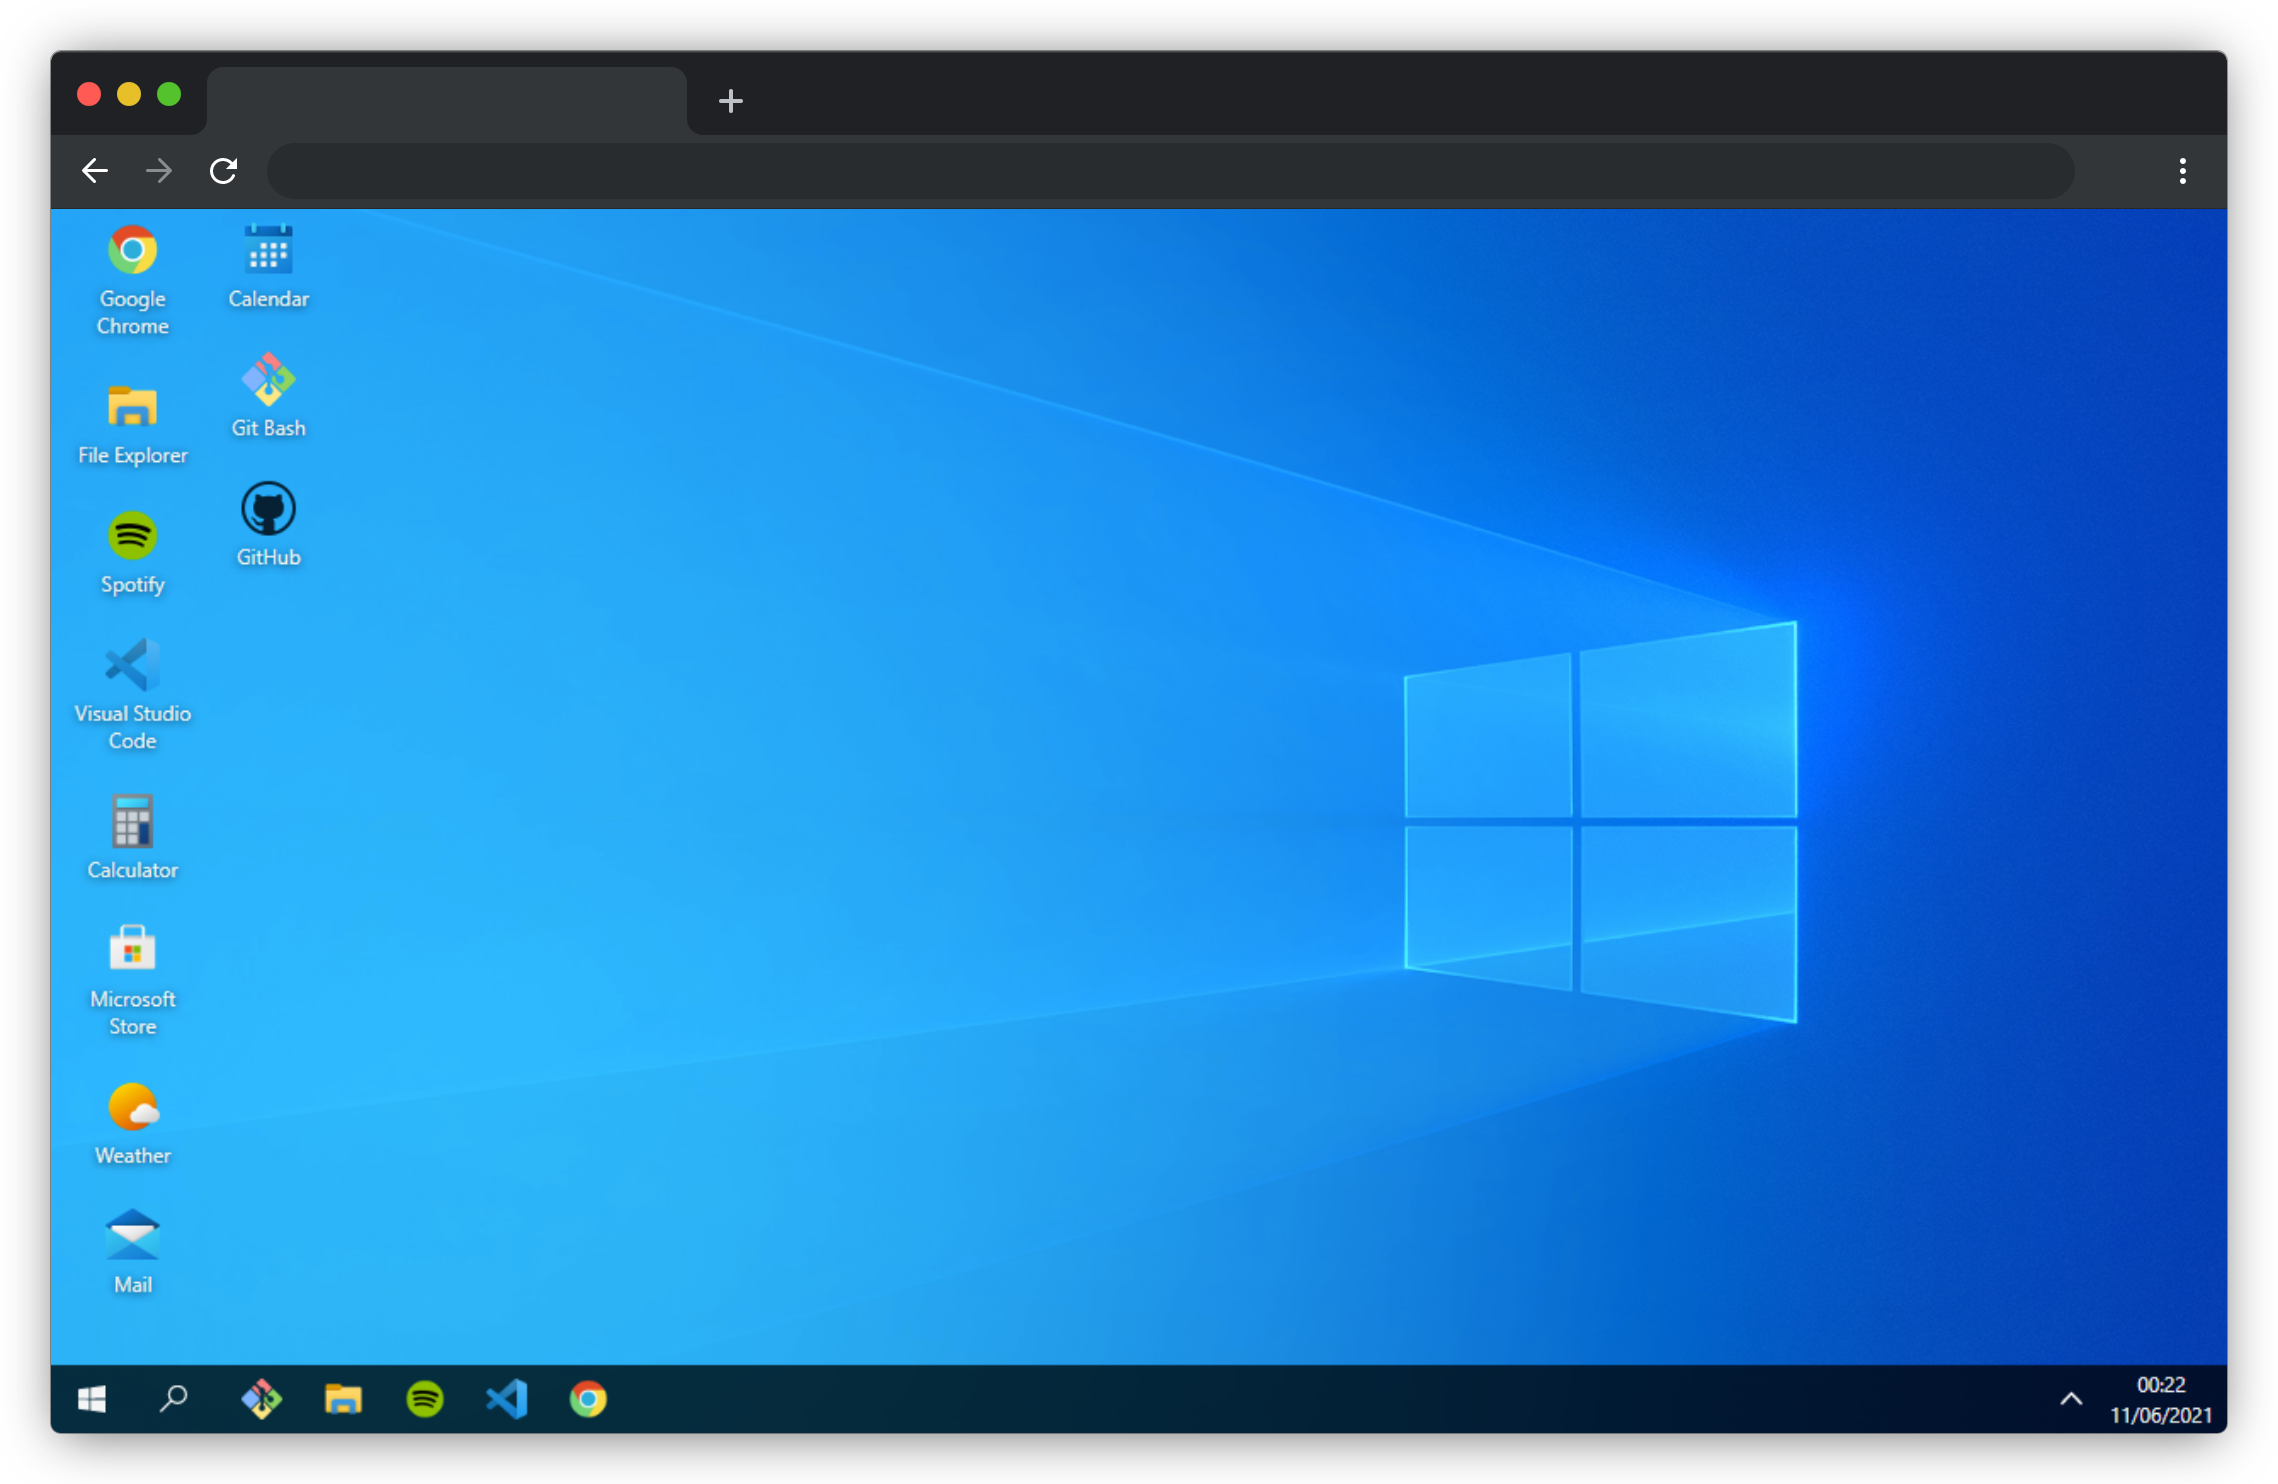 Google
Chrome
File Explorer
Spotify
Visual Studio
Code
Calculator
Microsoft
Store
Weather
Mail
Calendar
Git Bash
GitHub
00:22
11/06/2021